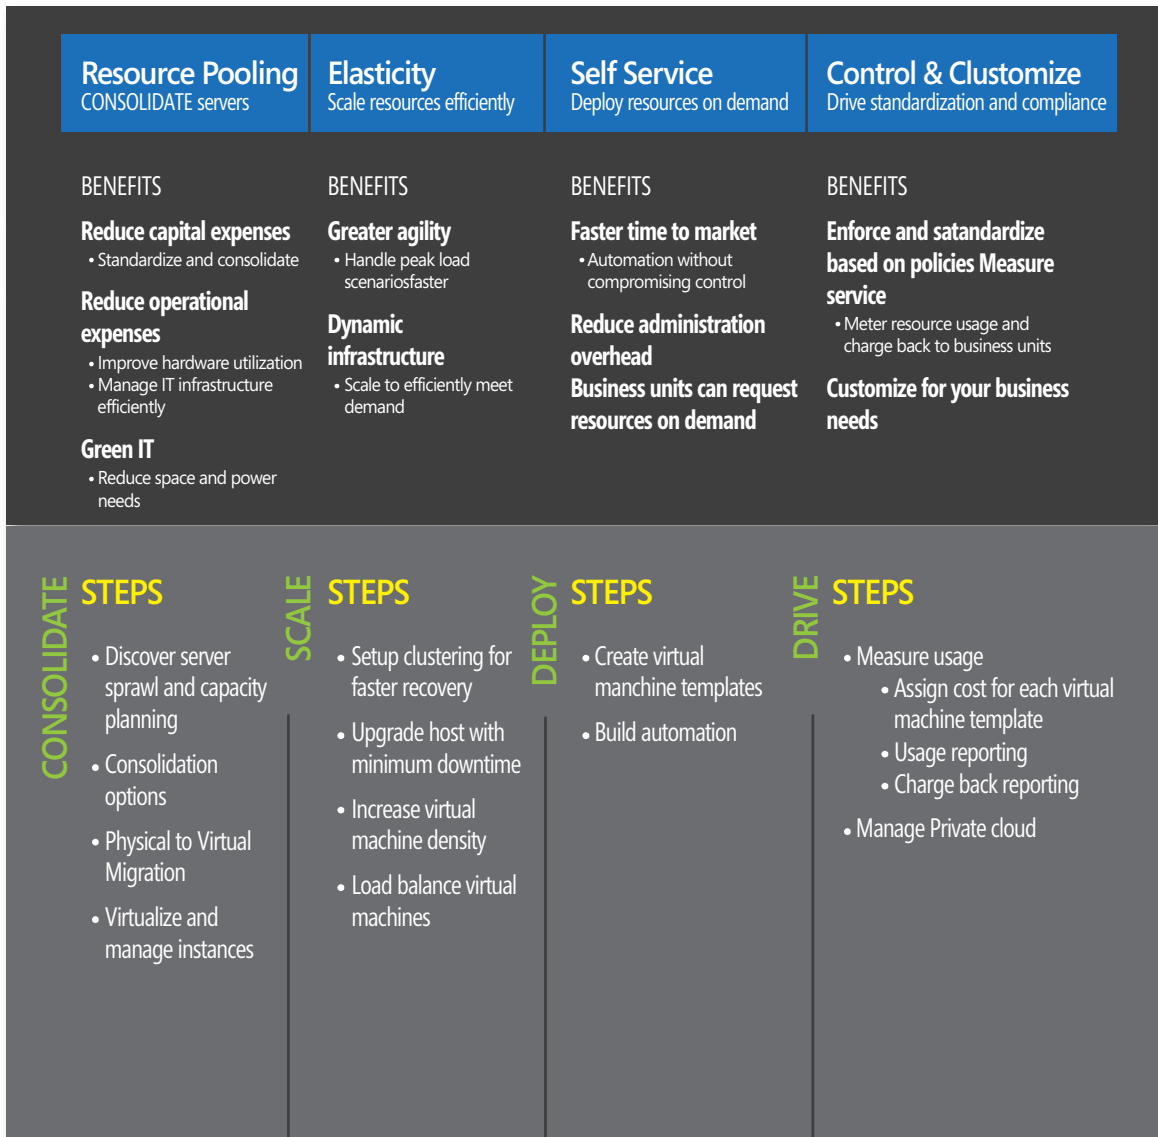 Resource Pooling
CONSOLIDATE servers
Elasticity
Scale resources efficiently
Self Service
Deploy resources on demand
Control & Clustomize
Drive standardization and compliance
BENEFITS
Reduce capital expenses
• Standardize and consolidate
Reduce operational
expenses
• Improve hardware utilization
• Manage IT infrastructure
efficiently
Green IT
• Reduce space and power
needs
BENEFITS
Greater agility
• Handle peak load
scenariosfaster
Dynamic
infrastructure
• Scale to efficiently meet
demand
BENEFITS
Faster time to market
• Automation without
compromising control
Reduce administration
overhead
Business units can request
resources on demand
BENEFITS
Enforce and satandardize
based on policies Measure
service
• Meter resource usage and
charge back to business units
Customize for your business
needs
CONSOLIDATE
STEPS
• Discover server
sprawl and capacity
planning
• Consolidation
options
• Physical to Virtual
Migration
• Virtualize and
manage instances
SCALE
STEPS
• Setup clustering for
faster recovery
• Upgrade host with
minimum downtime
• Increase virtual
machine density
• Load balance virtual
machines
DEPLOY
STEPS
• Create virtual
manchine templates
• Build automation
DRIVE
STEPS
• Measure usage
• Assign cost for each virtual
machine template
• Usage reporting
• Charge back reporting
• Manage Private cloud